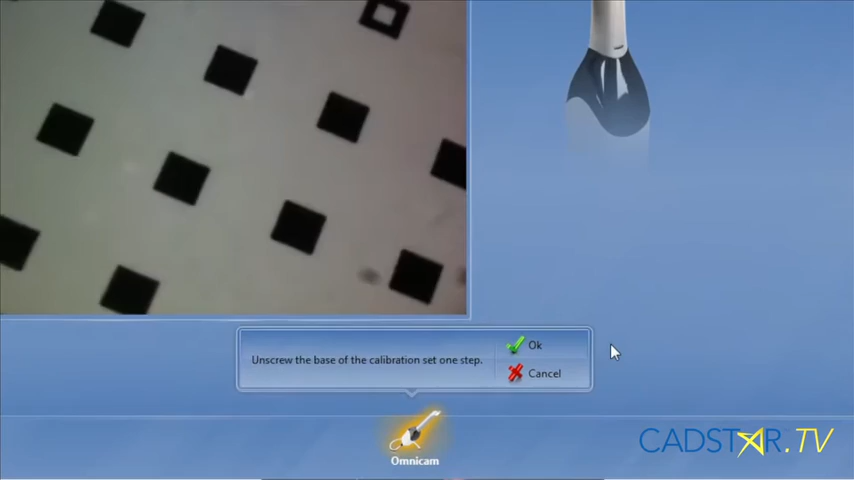 Unscrew the base of the calibration set one step.
Ok
Cancel
Omnicam
CADSTAR.TV